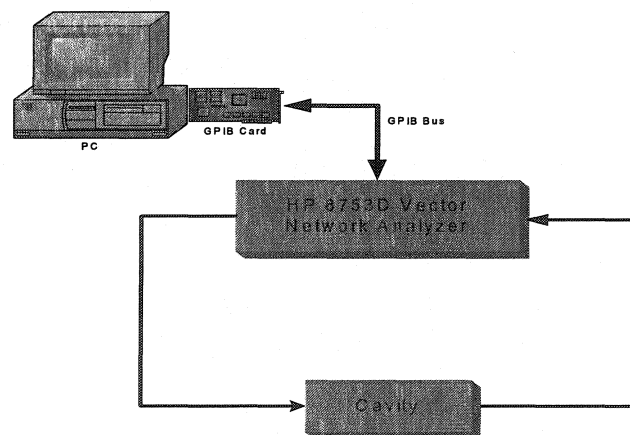 GPIB Card
PC
GPIB Bus
HP 8753D Vector
Network Analyzer
Cavity